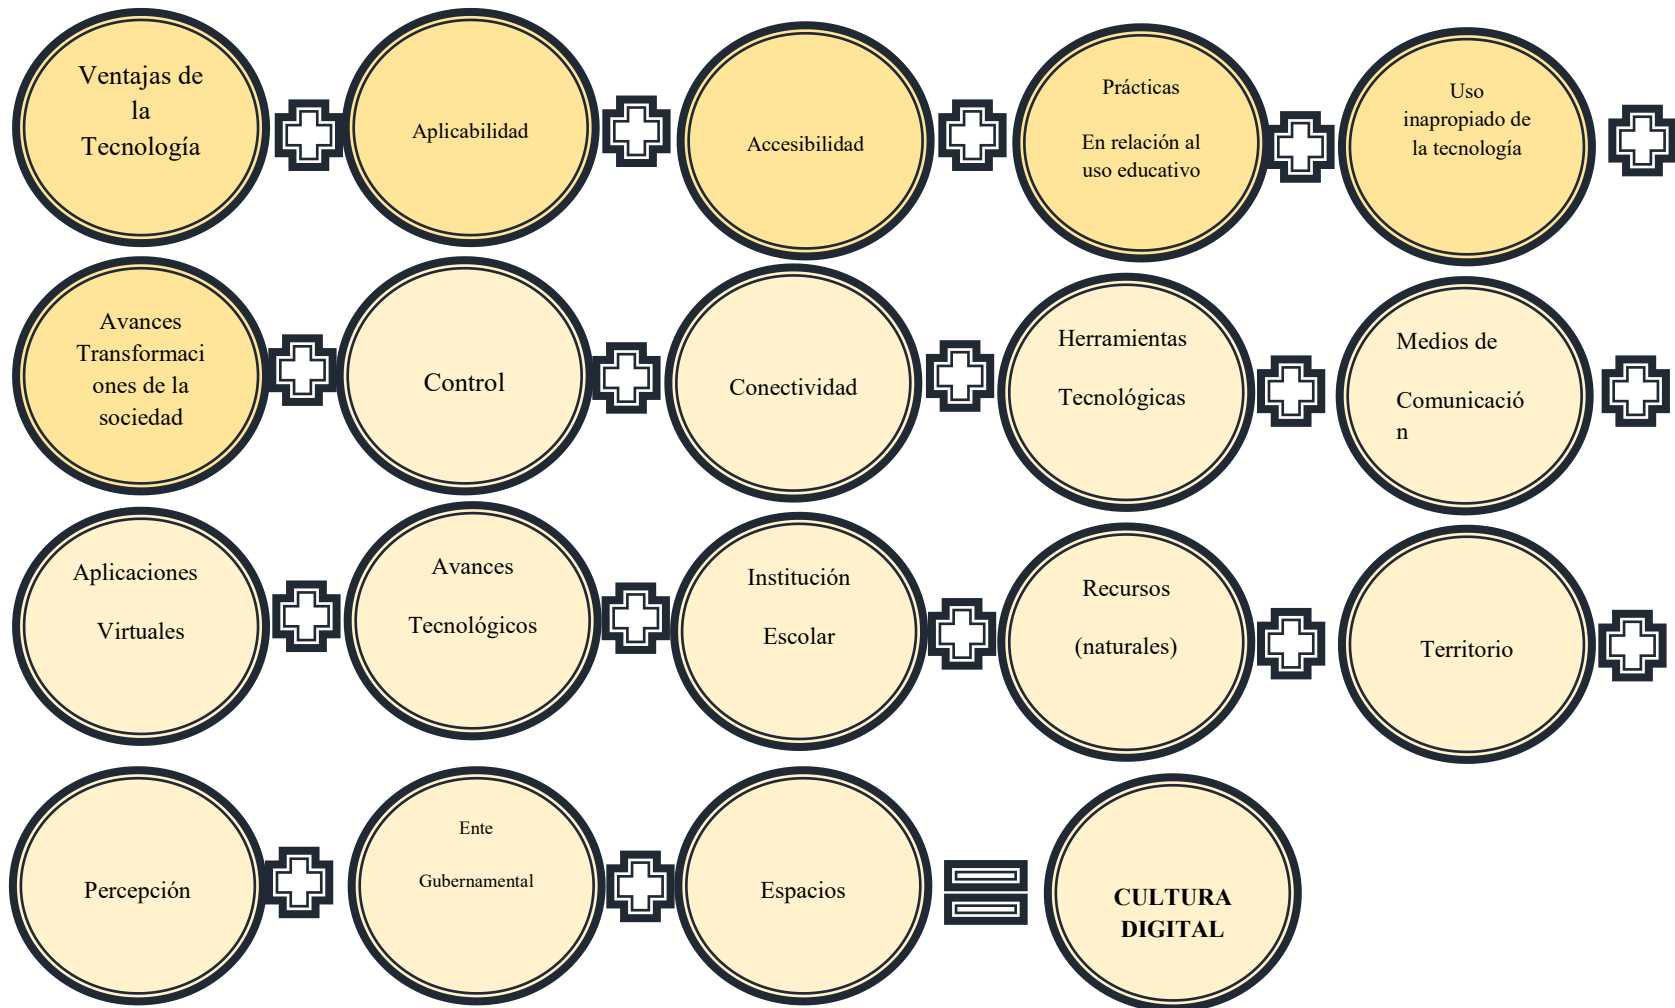 Ventajas de
la
Tecnología
Aplicabilidad
Accesibilidad
Prácticas
En relación al
uso educativo
Uso
inapropiado de
la tecnología
Avances
Transformaci
ones de la
sociedad
Control
Conectividad
Herramientas
Tecnológicas
Medios de
Comunicació
n
Aplicaciones
Virtuales
Avances
Tecnológicos
Institución
Escolar
Recursos
(naturales)
Territorio
Percepción
Ente
Gubernamental
Espacios
CULTURA
DIGITAL